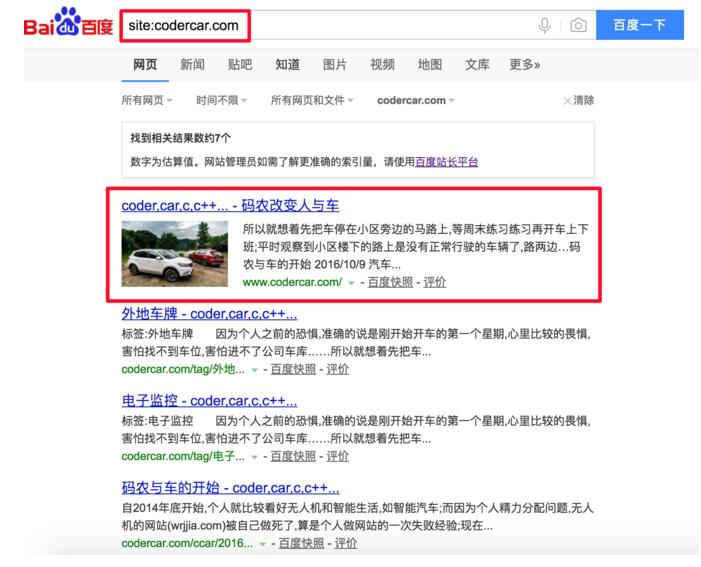 Bai du 百度
site:codercar.com
百度一下
网页 新闻 贴吧 知道 图片 视频 地图 文库 更多»
所有网页 时间不限 所有网页和文件 codercar.com 清除
找到相关结果数约7个
数字为估算值。网站管理员如需了解更准确的索引量，请使用百度站长平台
coder,car,c,c++... - 码农改变人与车
所以就想着先把车停在小区旁边的马路上,等周末练习练习再开车上下
班;平时观察到小区楼下的路上是没有正常行驶的车辆了,路两边...码
农与车的开始 2016/10/9 汽车...
www.codercar.com/ - 百度快照 - 评价
外地车牌 - coder,car,c,c++...
标签:外地车牌 因为个人之前的恐惧,准确的说是刚开始开车的第一个星期,心里比较的畏惧,
害怕找不到车位,害怕进不了公司车库……所以就想着先把车...
codercar.com/tag/外地... - 百度快照 - 评价
电子监控 - coder,car,c,c++...
标签:电子监控 因为个人之前的恐惧,准确的说是刚开始开车的第一个星期,心里比较的畏惧,
害怕找不到车位,害怕进不了公司车库……所以就想着先把车...
codercar.com/tag/电子... - 百度快照 - 评价
码农与车的开始 - coder,car,c,c++...
自2014年底开始,个人就比较看好无人机和智能生活,如智能汽车;而因为个人精力分配问题,无人
机的网站(wrjjia.com)被自己做死了,算是个人做网站的一次失败经验;现在...
codercar.com/ccar/2016... - 百度快照 - 评价